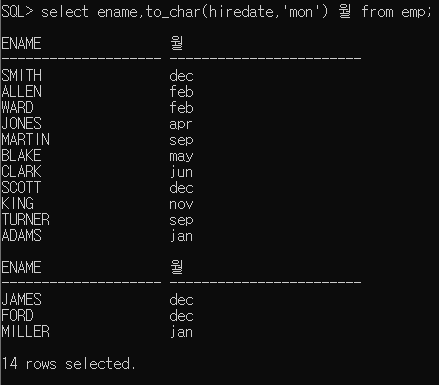 SQL> select ename,to_char(hiredate,'mon') 월 from emp;
ENAME 월
-------------------- ------------------------
SMITH dec
ALLEN feb
WARD feb
JONES apr
MARTIN sep
BLAKE may
CLARK jun
SCOTT dec
KING nov
TURNER sep
ADAMS jan
ENAME 월
-------------------- ------------------------
JAMES dec
FORD dec
MILLER jan
14 rows selected.